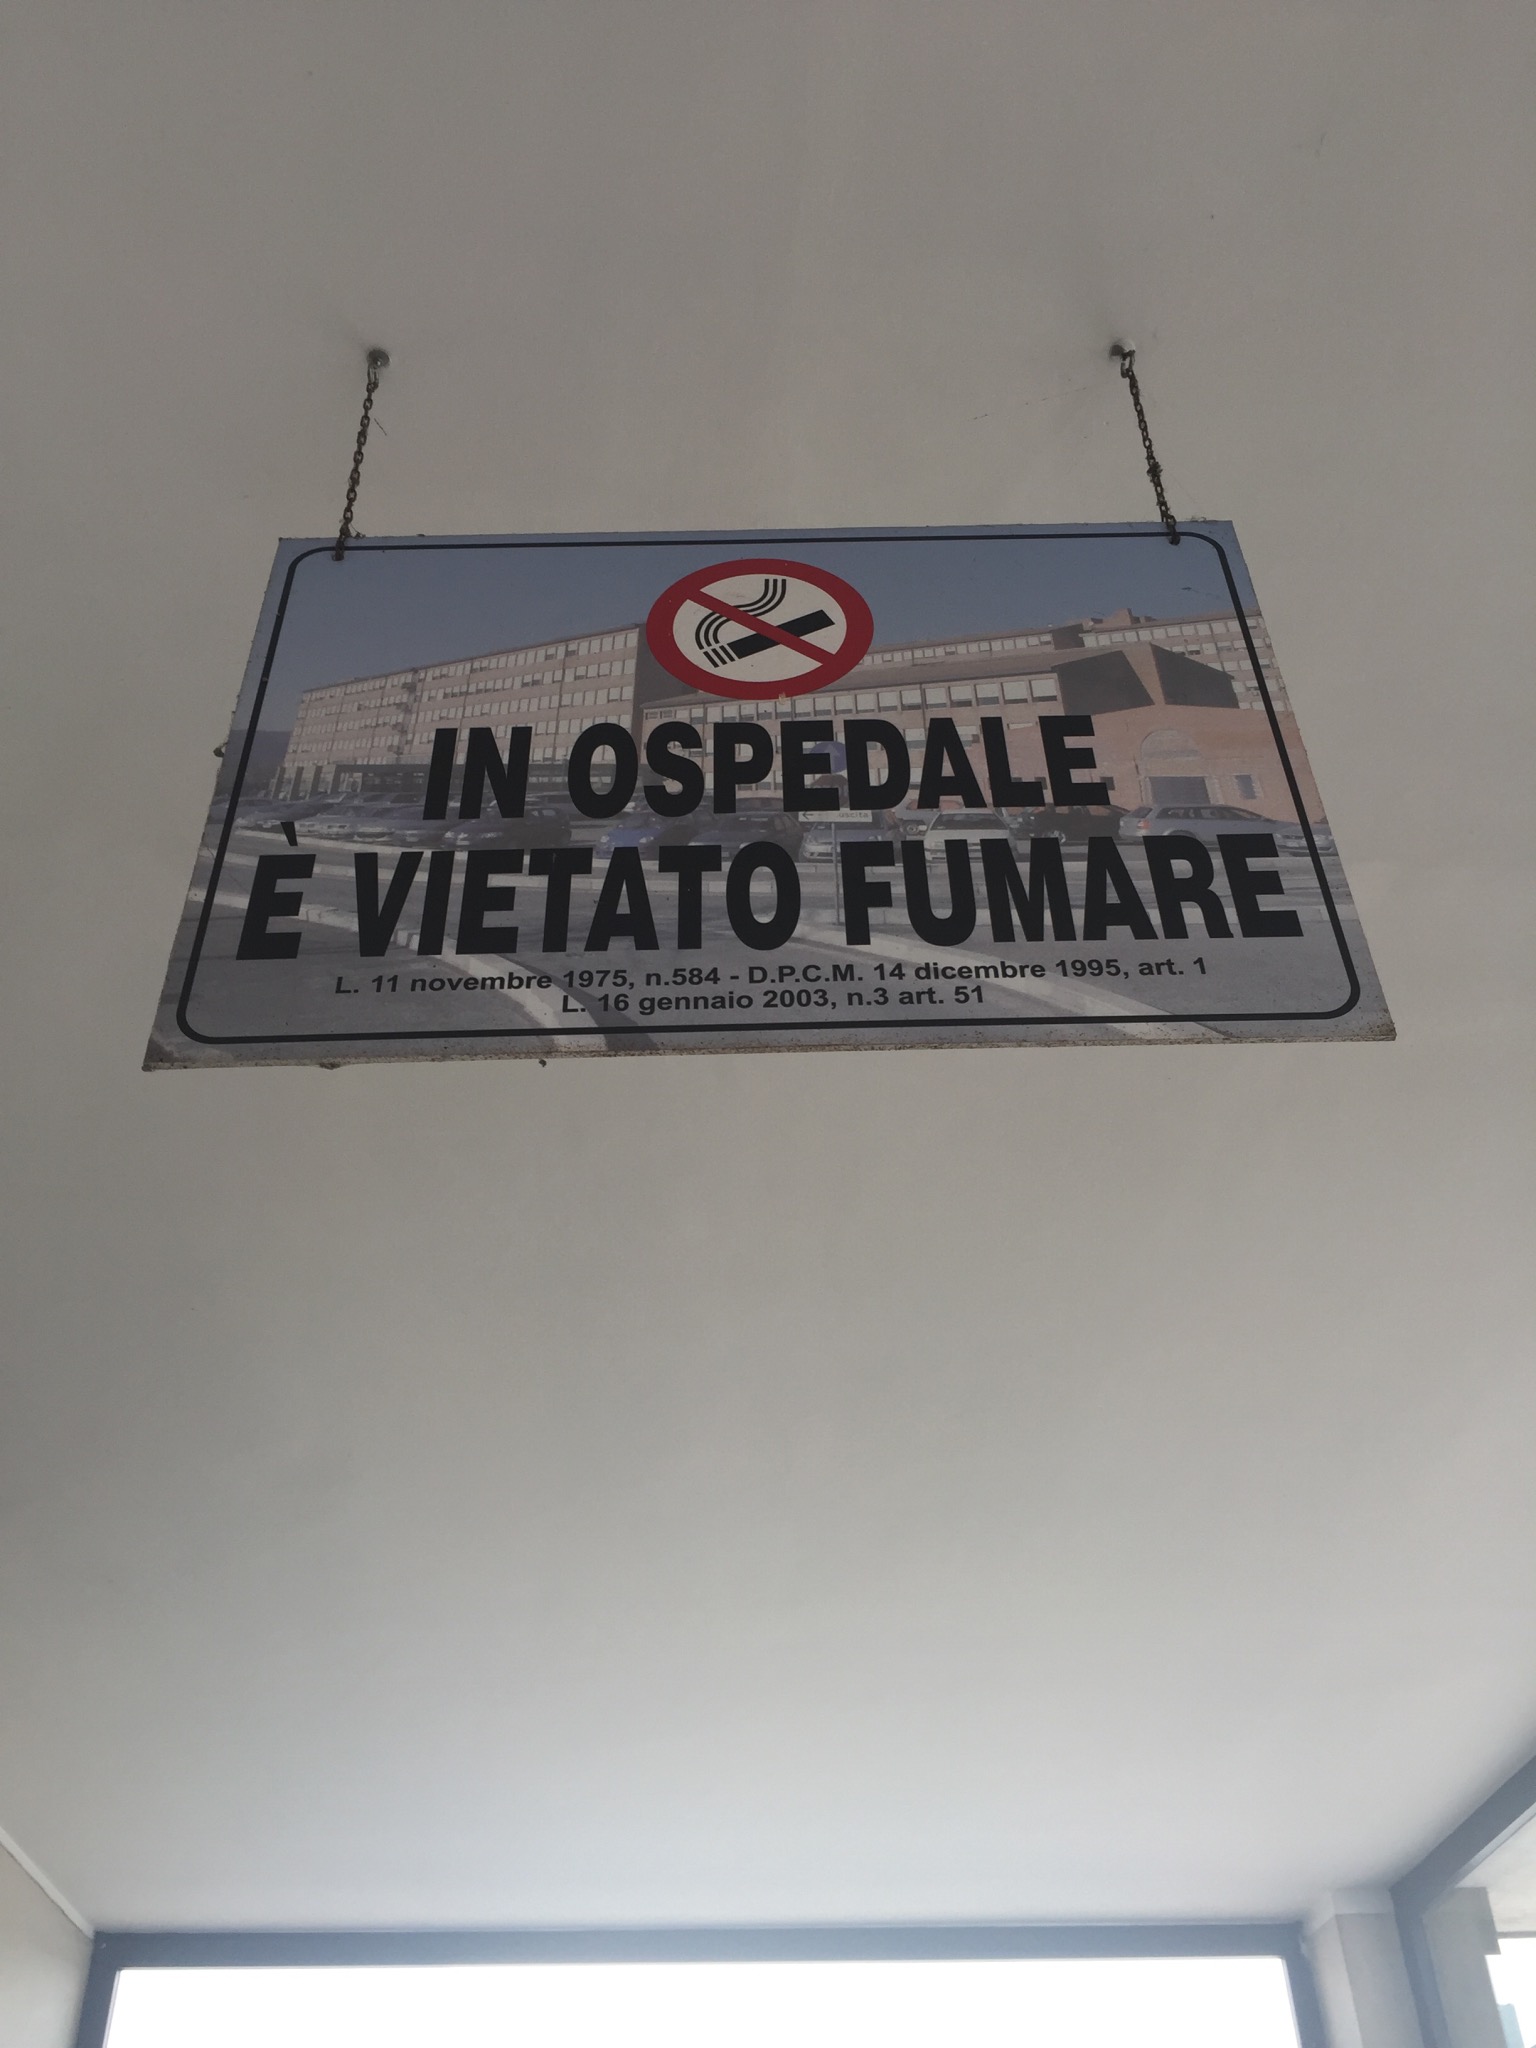 IN OSPEDALE
uscita
È VIETATO FUMARE
L. 11 novembre 1975, n.584 - D.P.C.M. 14 dicembre 1995, art. 1
L. 16 gennaio 2003, n.3 art. 51